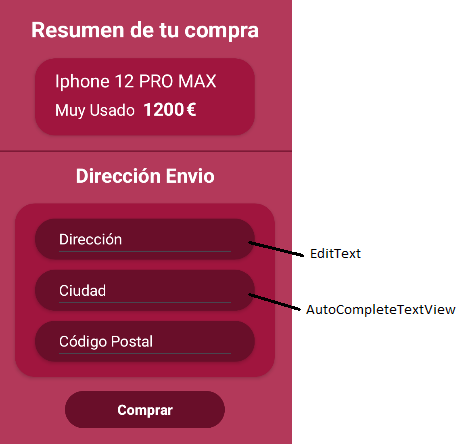 Resumen de tu compra
Iphone 12 PRO MAX
Muy Usado 1200 €
Dirección Envio
Dirección
EditText
Ciudad
AutoCompleteTextView
Código Postal
Comprar